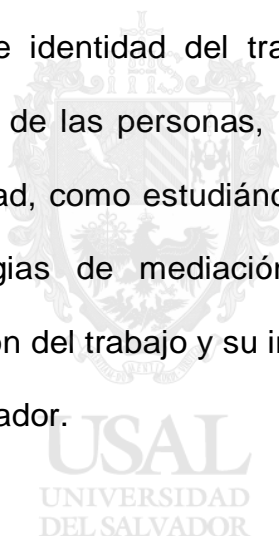 e identidad del tra
de las personas,
ad, como estudiánd
gias de mediación
ón del trabajo y su i
ador.
USAL
UNIVERSIDAD
DEL SALVADOR